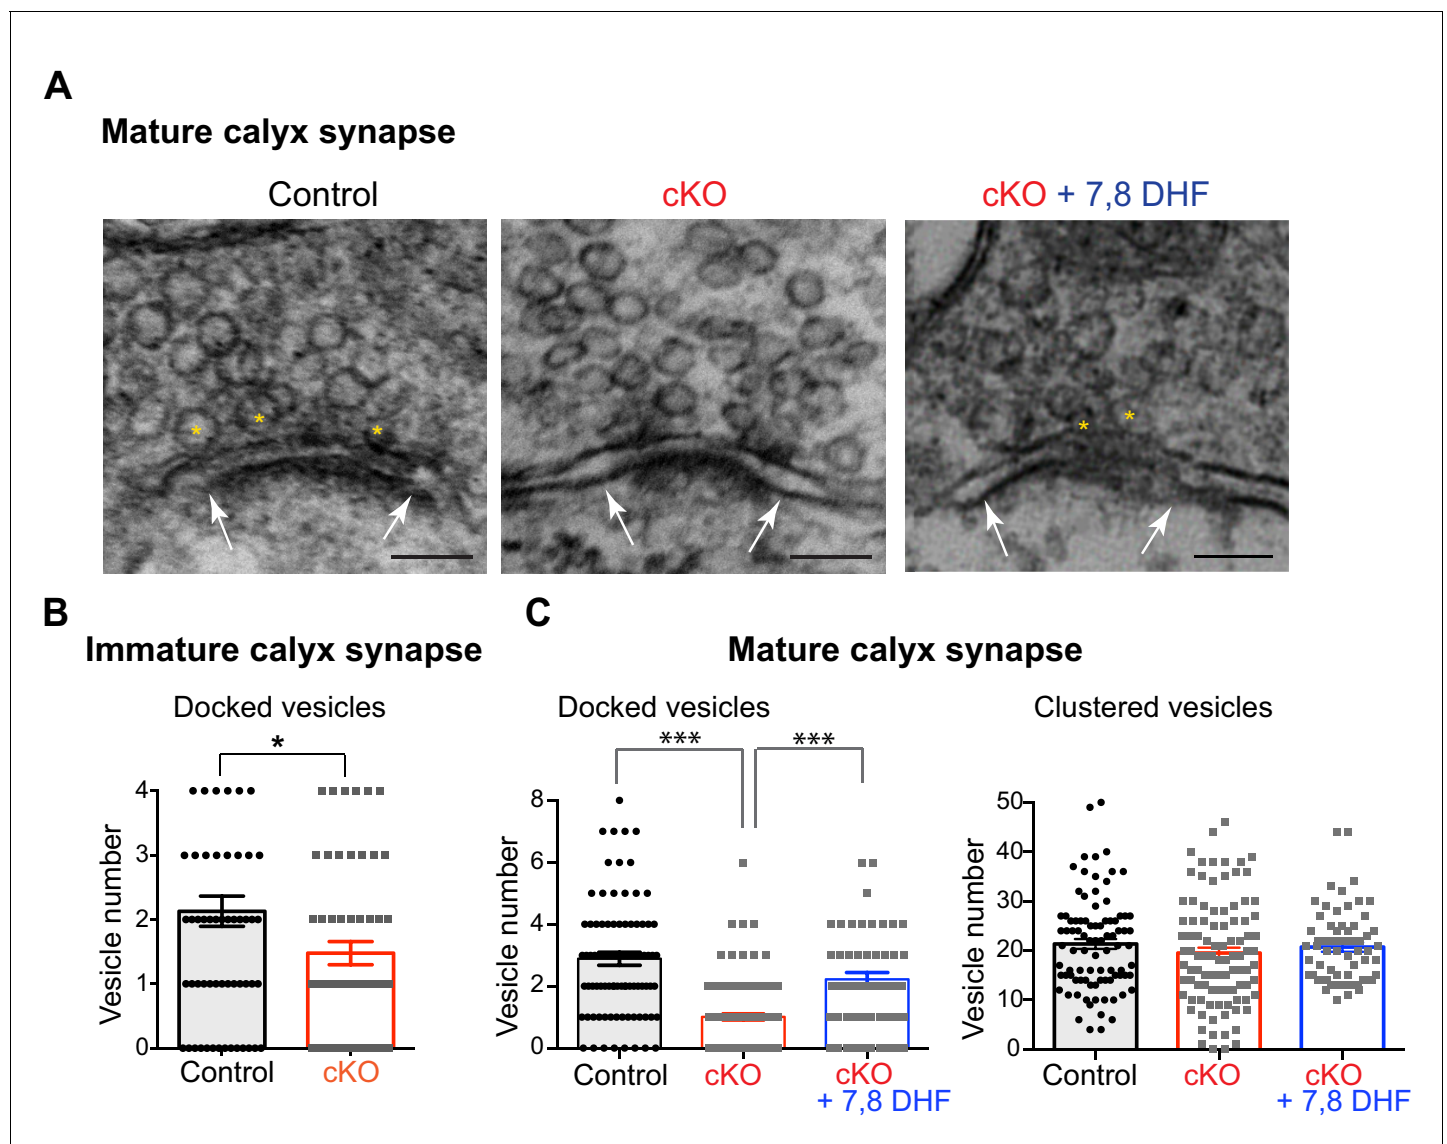 A
Mature calyx synapse
Control
cKO
cKO + 7,8 DHF
* * *
* *
B
Immature calyx synapse
Docked vesicles
*
Vesicle number
4
3
2
1
0
Control
cKO
C
Mature calyx synapse
Docked vesicles
***
***
Vesicle number
8
6
4
2
0
Control
cKO
cKO
+ 7,8 DHF
Clustered vesicles
Vesicle number
50
40
30
20
10
0
Control
cKO
cKO
+ 7,8 DHF